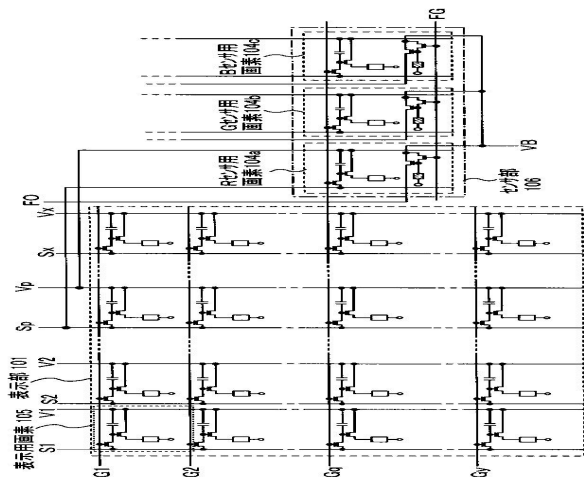 FG
Bセンサ用
画素104c
Gセンサ用
画素104b
Rセンサ用
画素104a
VB
センサ部
106
FO
Vx
Sx
Vp
Sp
表示部 101
V2
S2
表示用画素 105
V1
S1
G1
G2
Gq
Gy